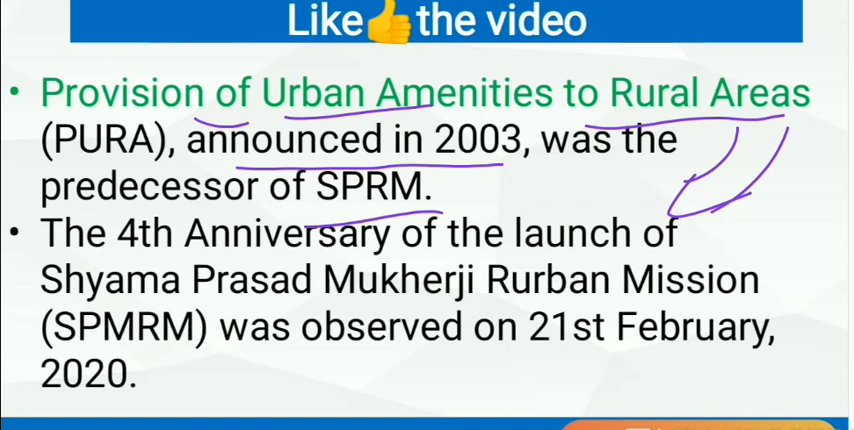 Like👍the video
• Provision of Urban Amenities to Rural Areas
(PURA), announced in 2003, was the
predecessor of SPRM.
• The 4th Anniversary of the launch of
Shyama Prasad Mukherji Rurban Mission
(SPMRM) was observed on 21st February,
2020.